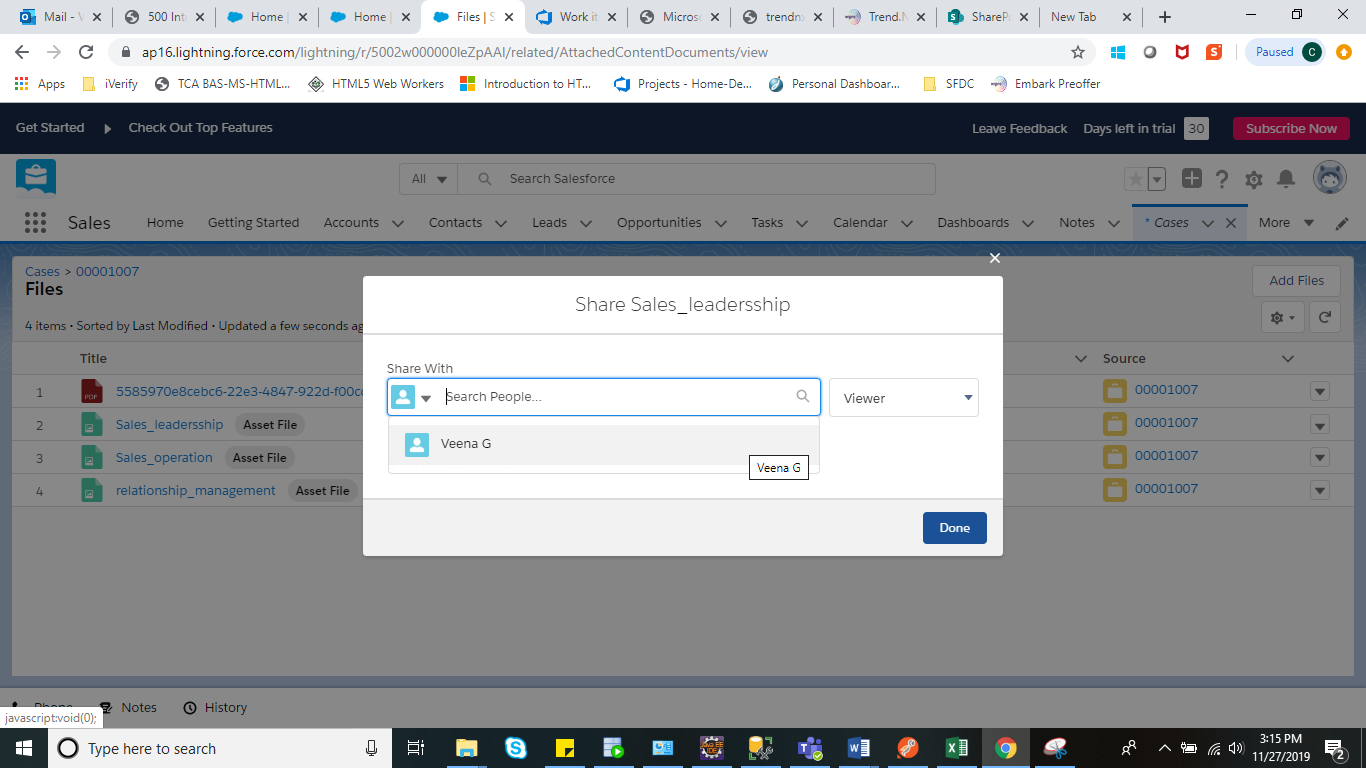 Mail - V
500 Int
Home |
Home |
Files | S
Work it
Micros
trendn
Trend.N
SharePr
New Tab
ap16.lightning.force.com/lightning/r/5002w000000leZpAAI/related/AttachedContentDocuments/view
Paused C
Apps
iVerify
TCA BAS-MS-HTML...
HTML5 Web Workers
Introduction to HT...
Projects - Home-De...
Personal Dashboar...
SFDC
Embark Preoffer
Get Started
Check Out Top Features
Leave Feedback
Days left in trial 30
Subscribe Now
All
Search Salesforce
Sales
Home
Getting Started
Accounts
Contacts
Leads
Opportunities
Tasks
Calendar
Dashboards
Notes
* Cases
More
Cases > 00001007
Files
Add Files
4 items • Sorted by Last Modified • Updated a few seconds ag
Title
Source
1 5585970e8cebc6-22e3-4847-922d-f00c
PDF
00001007
2 Sales_leadersship Asset File
00001007
3 Sales_operation Asset File
00001007
4 relationship_management Asset File
00001007
Share Sales_leadersship
Share With
Search People...
Viewer
Veena G
Veena G
Done
Phone
Notes
History
javascript:void(0);
Type here to search
3:15 PM
11/27/2019
2